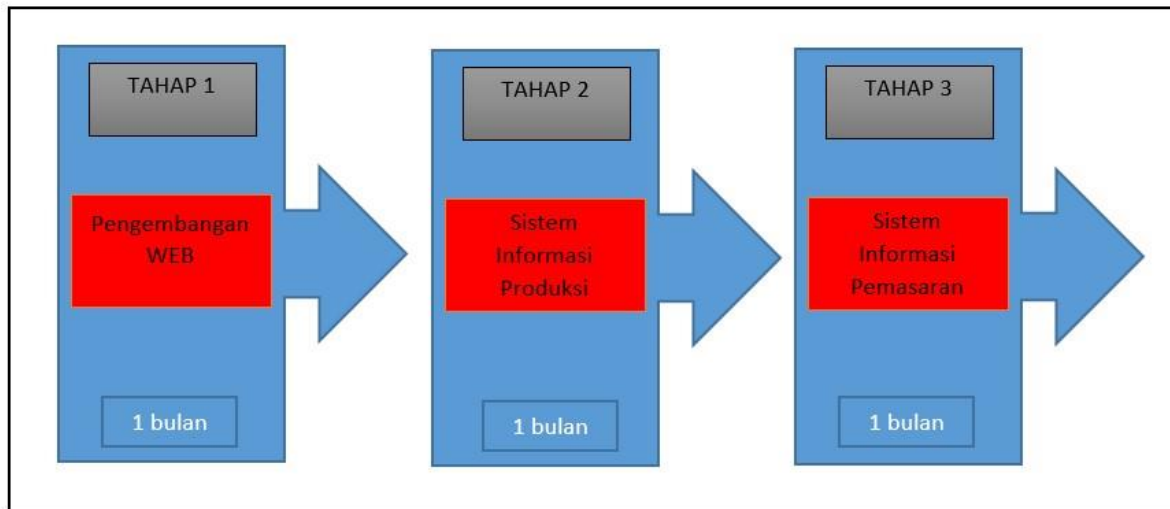 TAHAP 1
Pengembangan
WEB
1 bulan
TAHAP 2
Sistem
Informasi
Produksi
1 bulan
TAHAP 3
Sistem
Informasi
Pemasaran
1 bulan